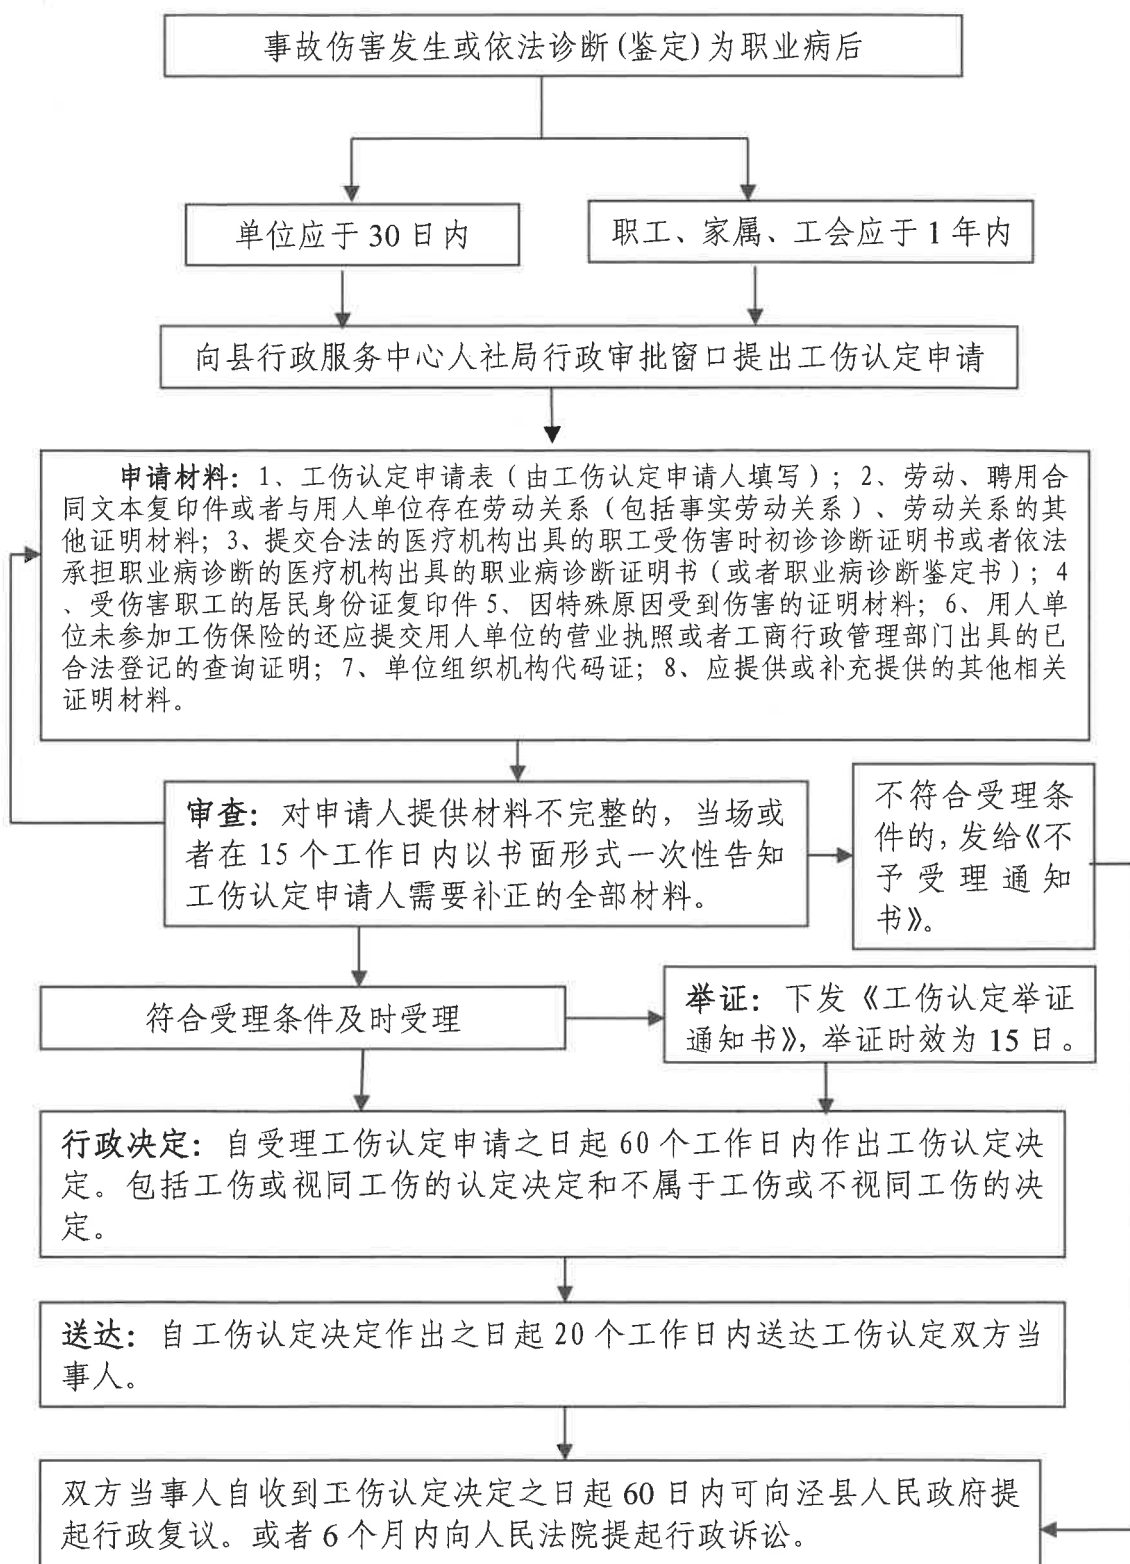 事故伤害发生或依法诊断(鉴定)为职业病后
单位应于 30 日内
职工、家属、工会应于 1 年内
向县行政服务中心人社局行政审批窗口提出工伤认定申请
申请材料：1、工伤认定申请表（由工伤认定申请人填写）；2、劳动、聘用合
同文本复印件或者与用人单位存在劳动关系（包括事实劳动关系）、劳动关系的其
他证明材料；3、提交合法的医疗机构出具的职工受伤害时初诊诊断证明书或者依法
承担职业病诊断的医疗机构出具的职业病诊断证明书（或者职业病诊断鉴定书）；4
、受伤害职工的居民身份证复印件 5、因特殊原因受到伤害的证明材料；6、用人单
位未参加工伤保险的还应提交用人单位的营业执照或者工商行政管理部门出具的已
合法登记的查询证明；7、单位组织机构代码证；8、应提供或补充提供的其他相关
证明材料。
审查：对申请人提供材料不完整的，当场或
者在 15 个工作日内以书面形式一次性告知
工伤认定申请人需要补正的全部材料。
不符合受理条
件的，发给《不
予受理通知
书》。
符合受理条件及时受理
举证：下发《工伤认定举证
通知书》，举证时效为 15 日。
行政决定：自受理工伤认定申请之日起 60 个工作日内作出工伤认定决
定。包括工伤或视同工伤的认定决定和不属于工伤或不视同工伤的决
定。
送达：自工伤认定决定作出之日起 20 个工作日内送达工伤认定双方当
事人。
双方当事人自收到工伤认定决定之日起 60 日内可向泾县人民政府提
起行政复议。或者 6 个月内向人民法院提起行政诉讼。